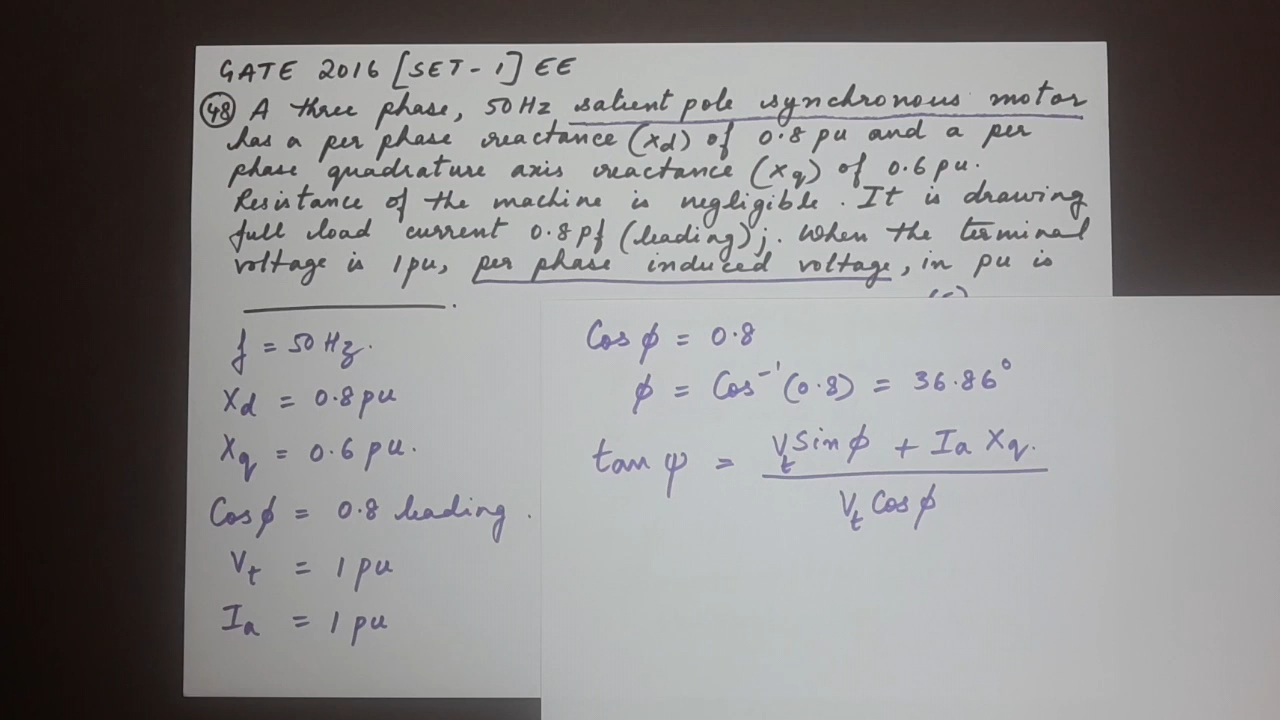 GATE 2016 [SET-1] EE
48) A three phase, 50Hz salient pole synchronous motor
has a per phase reactance (Xd) of 0.8 pu and a per
phase quadrature axis reactance (Xq) of 0.6 pu.
Resistance of the machine is negligible. It is drawing
full load current 0.8 Pf (leading);. When the terminal
voltage is 1pu, per phase induced voltage, in pu is
____________.
f = 50 Hz.
Xd = 0.8 pu
Xq = 0.6 pu.
Cos ϕ = 0.8 leading.
Vt = 1 pu
Ia = 1 pu
Cos ϕ = 0.8
ϕ = Cos⁻¹(0.8) = 36.86°
tan ψ = (Vt Sin ϕ + Ia Xq.) / (Vt Cos ϕ)